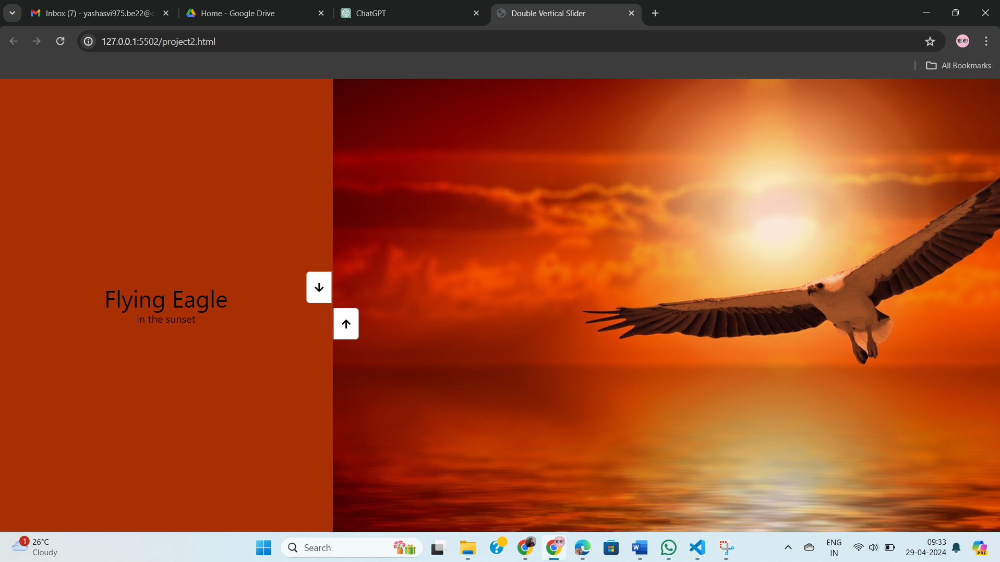 Inbox (7) - yashasvi975.be22@c
Home - Google Drive
ChatGPT
Double Vertical Slider
127.0.0.1:5502/project2.html
All Bookmarks
Flying Eagle
in the sunset
1
26°C
Cloudy
Search
PRE
ENG
IN
09:33
29-04-2024